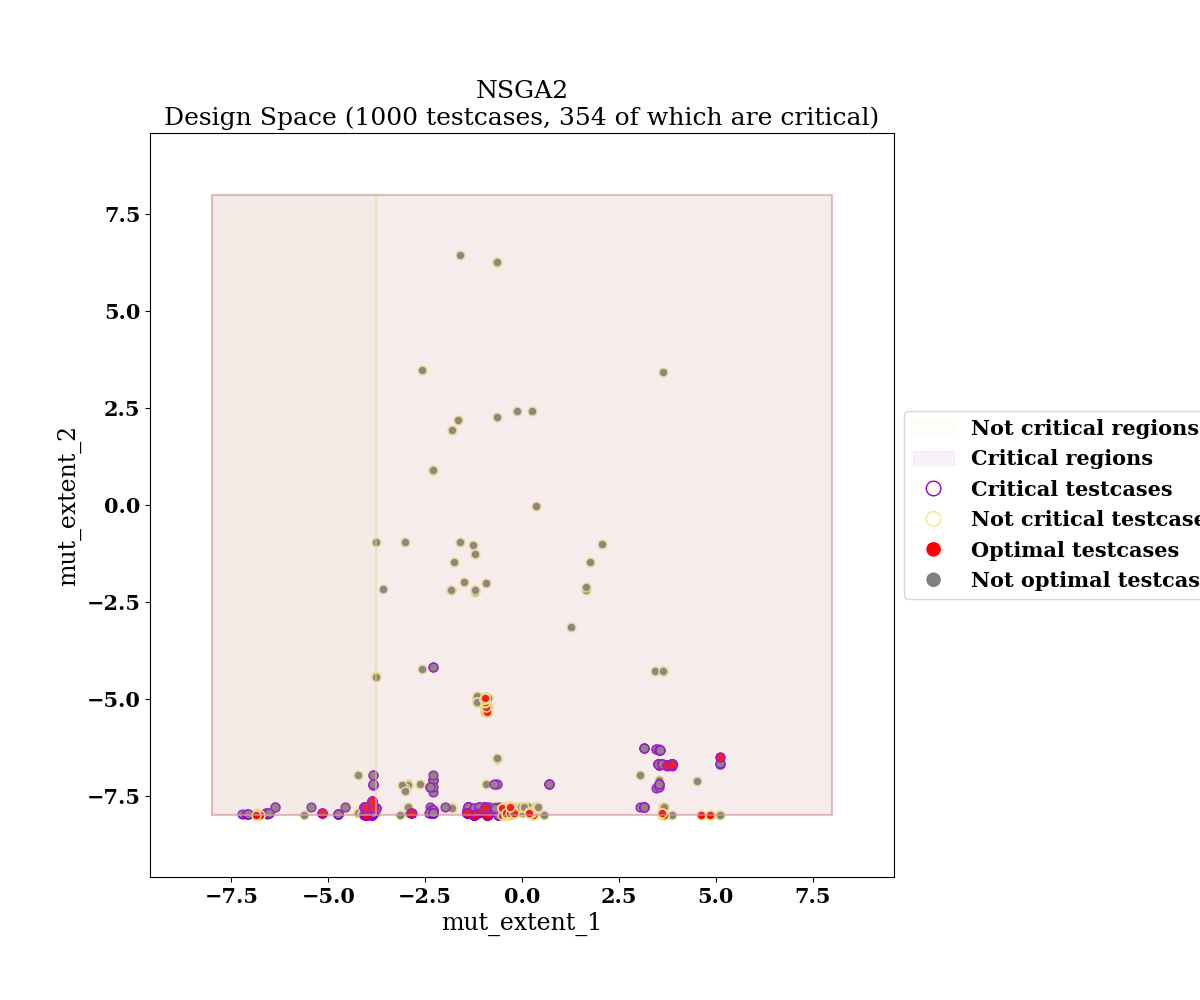 NSGA2
Design Space (1000 testcases, 354 of which are critical)
7.5
5.0
2.5
0.0
−2.5
−5.0
−7.5
mut_extent_2
−7.5
−5.0
−2.5
0.0
2.5
5.0
7.5
mut_extent_1
Not critical regions
Critical regions
Critical testcases
Not critical testcase
Optimal testcases
Not optimal testcas